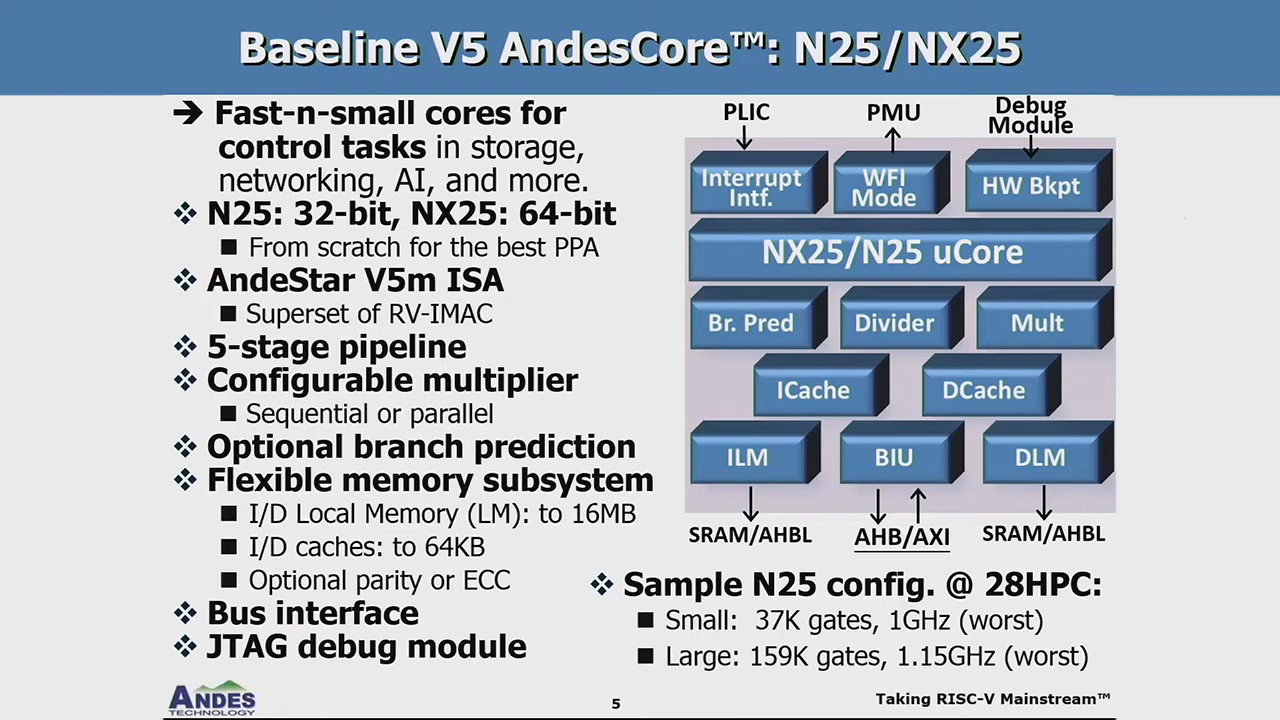 Baseline V5 AndesCore™: N25/NX25
➔ Fast-n-small cores for
control tasks in storage,
networking, AI, and more.
❖ N25: 32-bit, NX25: 64-bit
■ From scratch for the best PPA
❖ AndeStar V5m ISA
■ Superset of RV-IMAC
❖ 5-stage pipeline
❖ Configurable multiplier
■ Sequential or parallel
❖ Optional branch prediction
❖ Flexible memory subsystem
■ I/D Local Memory (LM): to 16MB
■ I/D caches: to 64KB
■ Optional parity or ECC
❖ Bus interface
❖ JTAG debug module
PLIC
PMU
Debug
Module
Interrupt
Intf.
WFI
Mode
HW Bkpt
NX25/N25 uCore
Br. Pred
Divider
Mult
ICache
DCache
ILM
BIU
DLM
SRAM/AHBL
AHB/AXI
SRAM/AHBL
❖ Sample N25 config. @ 28HPC:
■ Small: 37K gates, 1GHz (worst)
■ Large: 159K gates, 1.15GHz (worst)
ANDES
TECHNOLOGY
5
Taking RISC-V Mainstream™